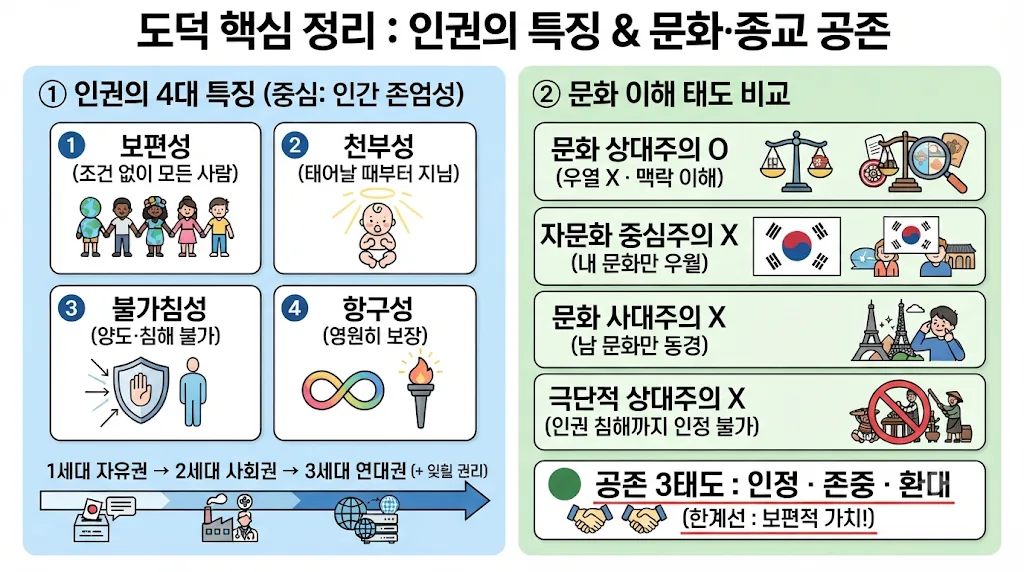 도덕 핵심 정리 : 인권의 특징 & 문화·종교 공존
① 인권의 4대 특징 (중심: 인간 존엄성)
1 보편성
(조건 없이 모든 사람)
2 천부성
(태어날 때부터 지님)
3 불가침성
(양도·침해 불가)
4 항구성
(영원히 보장)
1세대 자유권 → 2세대 사회권 → 3세대 연대권 (+ 잊힐 권리)
② 문화 이해 태도 비교
문화 상대주의 O
(우열 X · 맥락 이해)
자문화 중심주의 X
(내 문화만 우월)
문화 사대주의 X
(남 문화만 동경)
극단적 상대주의 X
(인권 침해까지 인정 불가)
공존 3태도 : 인정 · 존중 · 환대
(한계선 : 보편적 가치!)